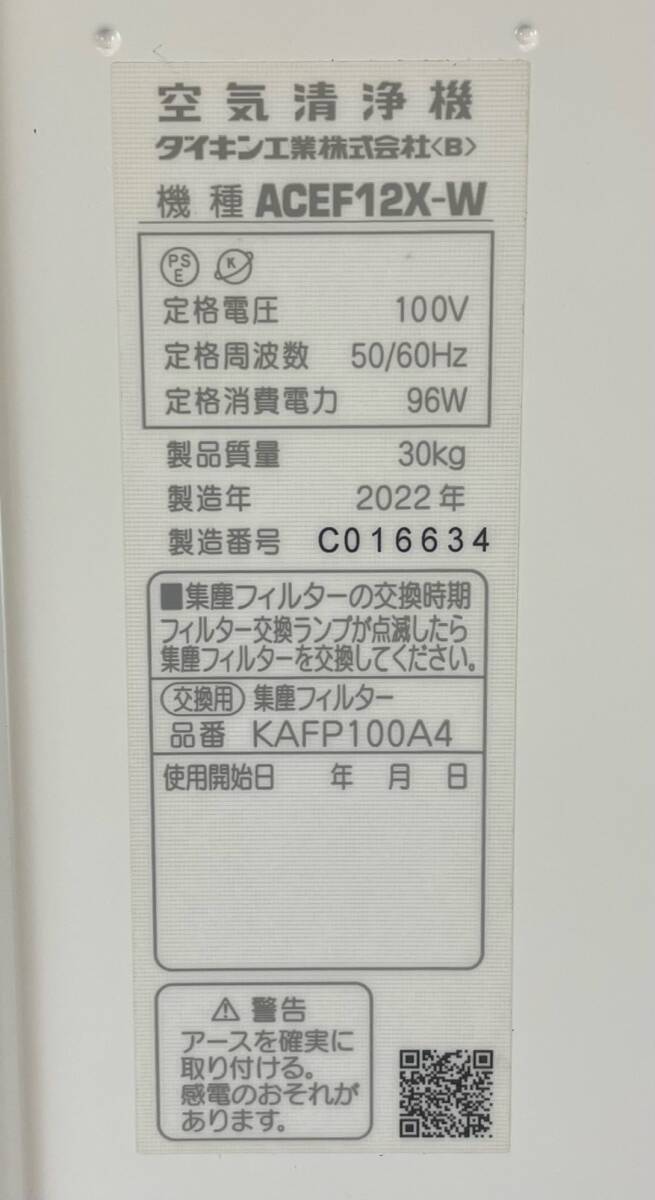 空気清浄機
ダイキン工業株式会社〈B〉
機種 ACEF12X-W
PS E K
定格電圧 100V
定格周波数 50/60Hz
定格消費電力 96W
製品質量 30kg
製造年 2022年
製造番号 C016634
■集塵フィルターの交換時期
フィルター交換ランプが点滅したら
集塵フィルターを交換してください。
交換用 集塵フィルター
品番 KAFP100A4
使用開始日 年 月 日
⚠警告
アースを確実に
取り付ける。
感電のおそれが
あります。